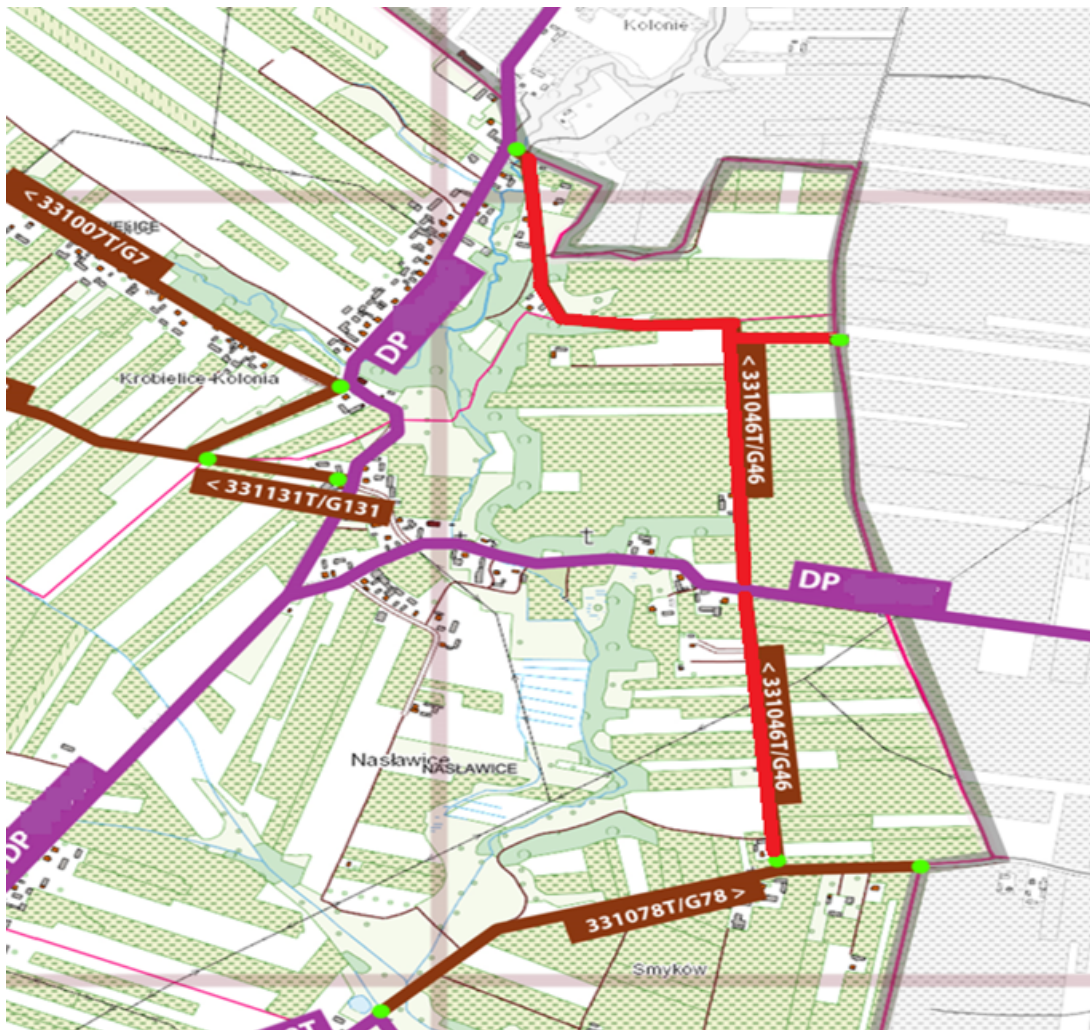 Kolonie
< 331007T/G7
DP
Krobielice-Kolonia
< 331046T/G46
< 331131T/G131
t
DP
< 331046T/G46
Nasławice
NASŁAWICE
DP
331078T/G78 >
Smyków